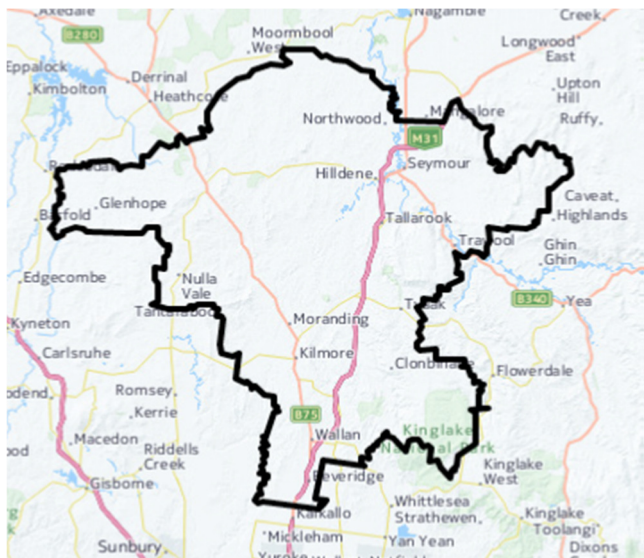 Axedale
Nagambie
Creek
B280
Moormbool
West
Longwood
East
Eppalock
Kimbolton
Derrinal
Heathcote
Upton
Hill
Ruffy
Northwood
Mangalore
M31
Seymour
Hilldene
Caveat
Highlands
Glenhope
Barfold
Tallarook
Trawool
Ghin
Ghin
Edgecombe
Nulla
Vale
B340
Yea
Kyneton
Moranding
Carlsruhe
Kilmore
Clonbinane
Flowerdale
Romsey
Kerrie
B75
Wallan
Kinglake
National Park
Macedon
Riddells
Creek
Gisborne
Beveridge
Kinglake
West
Whittlesea
Strathewen
Kalkallo
Kinglake
Toolangi
Mickleham
Yan Yean
Sunbury
Dixons